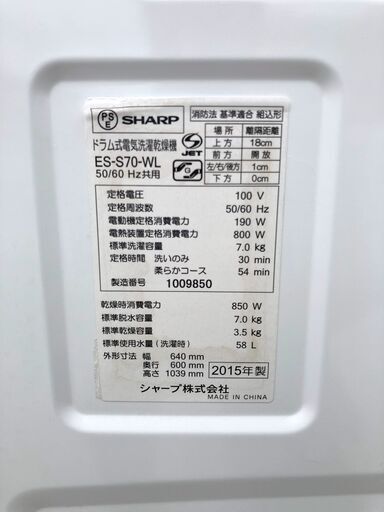 PSE SHARP
ドラム式電気洗濯乾燥機
ES-S70-WL
50/60 Hz共用
S JET
消防法 基準適合 組込形
場所 離隔距離
上方 18cm
前方 開放
左/右/後方 1cm
下方 0cm
定格電圧 100 V
定格周波数 50/60 Hz
電動機定格消費電力 190 W
電熱装置定格消費電力 800 W
標準洗濯容量 7.0 kg
定格時間 洗いのみ 30 min
柔らかコース 54 min
製造番号 1009850
乾燥時消費電力 850 W
標準脱水容量 7.0 kg
標準乾燥容量 3.5 kg
標準使用水量(洗濯時) 58 L
外形寸法 幅 640 mm
奥行 600 mm
高さ 1039 mm
2015年製
シャープ株式会社
MADE IN CHINA